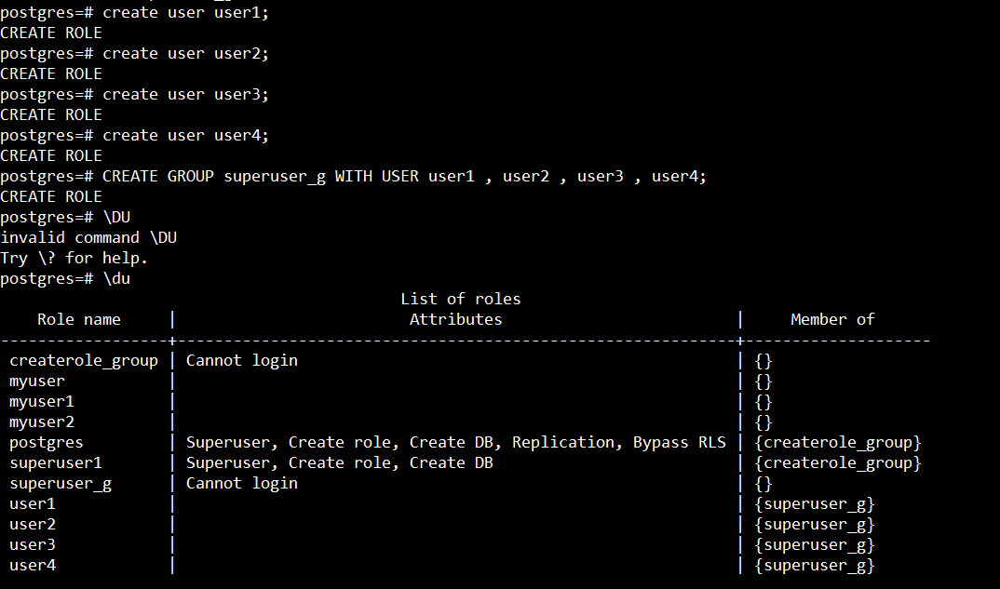 postgres=# create user user1;
CREATE ROLE
postgres=# create user user2;
CREATE ROLE
postgres=# create user user3;
CREATE ROLE
postgres=# create user user4;
CREATE ROLE
postgres=# CREATE GROUP superuser_g WITH USER user1 , user2 , user3 , user4;
CREATE ROLE
postgres=# \DU
invalid command \DU
Try \? for help.
postgres=# \du
                                           List of roles
    Role name     |                         Attributes                         |     Member of
------------------+------------------------------------------------------------+--------------------
 createrole_group | Cannot login                                               | {}
 myuser           |                                                            | {}
 myuser1          |                                                            | {}
 myuser2          |                                                            | {}
 postgres         | Superuser, Create role, Create DB, Replication, Bypass RLS | {createrole_group}
 superuser1       | Superuser, Create role, Create DB                          | {createrole_group}
 superuser_g      | Cannot login                                               | {}
 user1            |                                                            | {superuser_g}
 user2            |                                                            | {superuser_g}
 user3            |                                                            | {superuser_g}
 user4            |                                                            | {superuser_g}